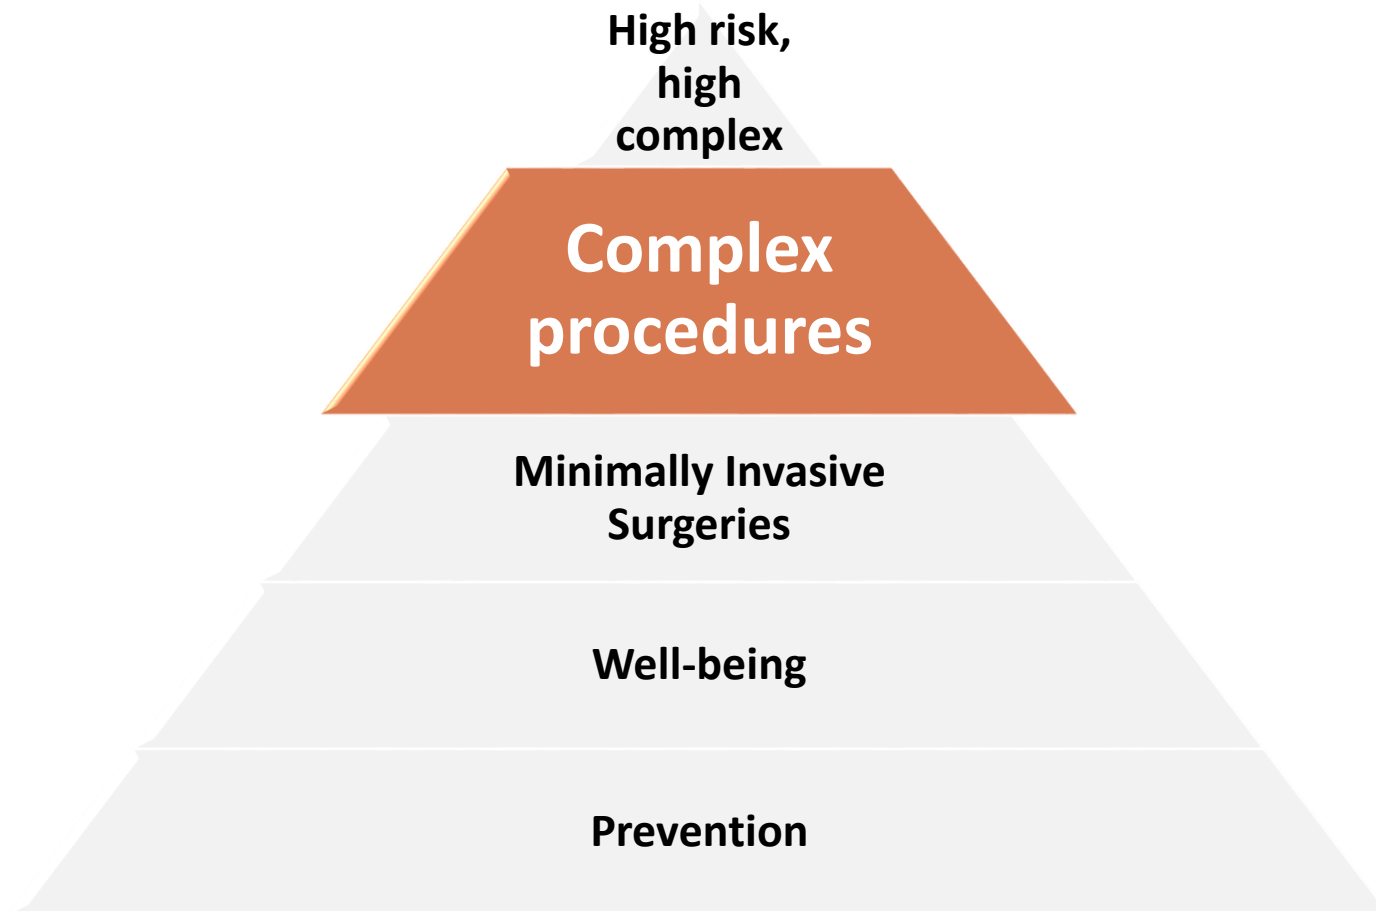 High risk,
high
complex
Complex
procedures
Minimally Invasive
Surgeries
Well-being
Prevention